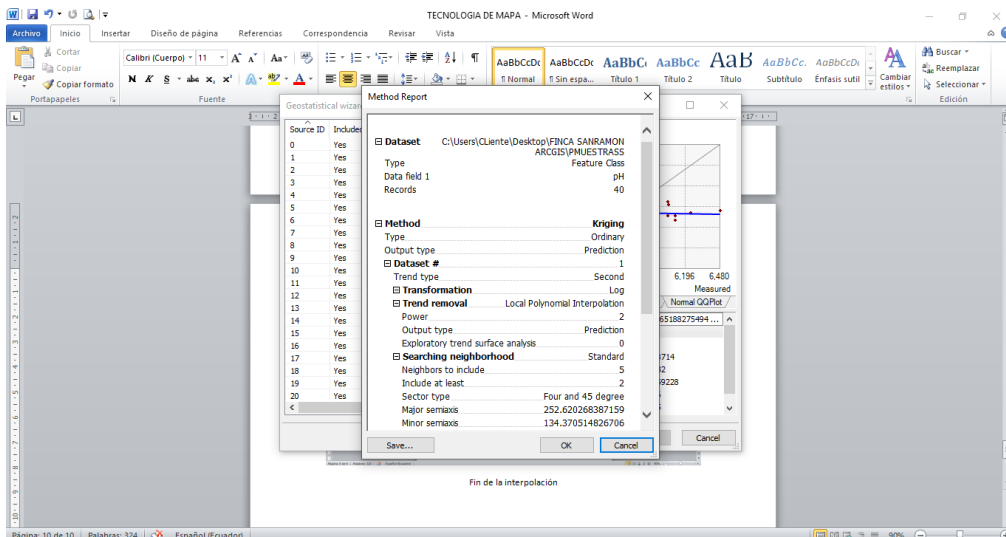 TECNOLOGIA DE MAPA - Microsoft Word
Archivo Inicio Insertar Diseño de página Referencias Correspondencia Revisar Vista
Pegar
Cortar
Copiar
Copiar formato
Portapapeles
Calibri (Cuerpo) 11
N K S abc x, x²
Fuente
AaBbCcDc AaBbCcDc AaBbC AaBbCc AaB AaBbCc. AaBbCcDi
¶ Normal ¶ Sin espa... Título 1 Título 2 Título Subtítulo Énfasis sutil
Cambiar estilos
Buscar
Reemplazar
Seleccionar
Edición
Geostatistical wizar
Source ID Included
0 Yes
1 Yes
2 Yes
3 Yes
4 Yes
5 Yes
6 Yes
7 Yes
8 Yes
9 Yes
10 Yes
11 Yes
12 Yes
13 Yes
14 Yes
15 Yes
16 Yes
17 Yes
18 Yes
19 Yes
20 Yes
Method Report
Dataset C:\Users\CLiente\Desktop\FINCA SANRAMON
ARCGIS\PMUESTRASS
Type Feature Class
Data field 1 pH
Records 40
Method Kriging
Type Ordinary
Output type Prediction
Dataset # 1
Trend type Second
Transformation Log
Trend removal Local Polynomial Interpolation
Power 2
Output type Prediction
Exploratory trend surface analysis 0
Searching neighborhood Standard
Neighbors to include 5
Include at least 2
Sector type Four and 45 degree
Major semiaxis 252.620268387159
Minor semiaxis 134.370514826706
Save... OK Cancel
6,196 6,480
Measured
Normal QQPlot
65188275494 ...
Cancel
Fin de la interpolación
Página: 10 de 10 Palabras: 324 Español (Ecuador) 90%